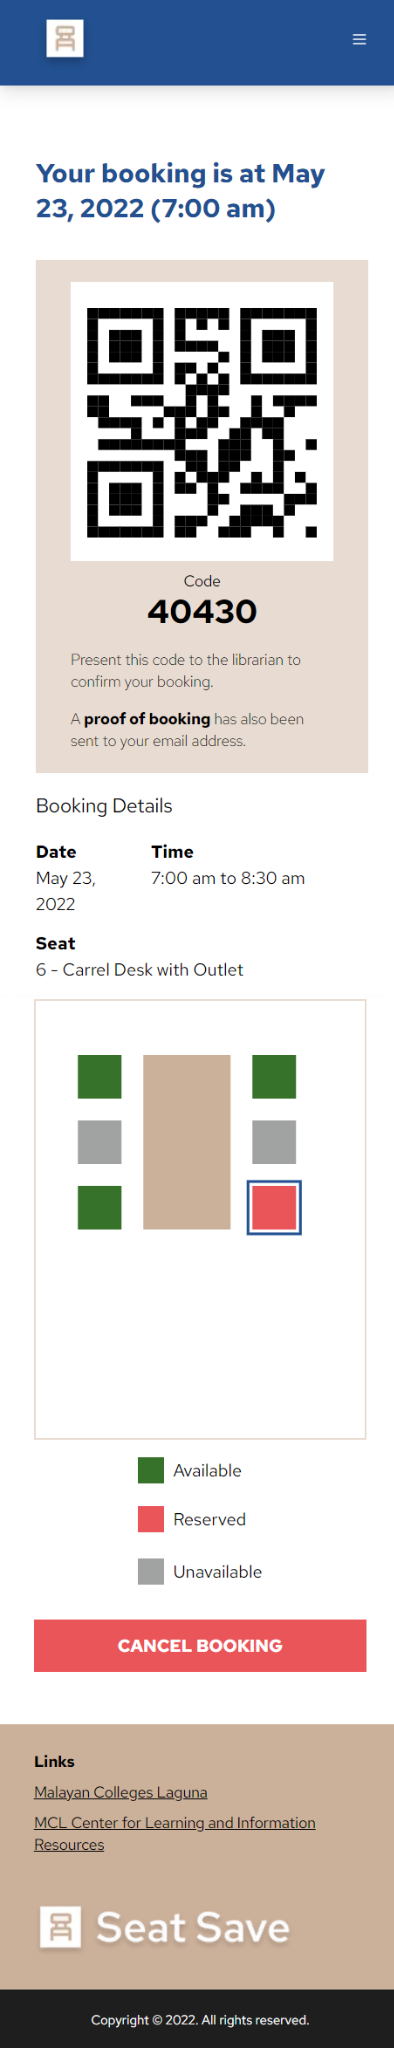 Your booking is at May
23, 2022 (7:00 am)
Code
40430
Present this code to the librarian to
confirm your booking.
A proof of booking has also been
sent to your email address.
Booking Details
Date
Time
May 23,
2022
7:00 am to 8:30 am
Seat
6 - Carrel Desk with Outlet
Available
Reserved
Unavailable
CANCEL BOOKING
Links
Malayan Colleges Laguna
MCL Center for Learning and Information
Resources
Seat Save
Copyright © 2022. All rights reserved.